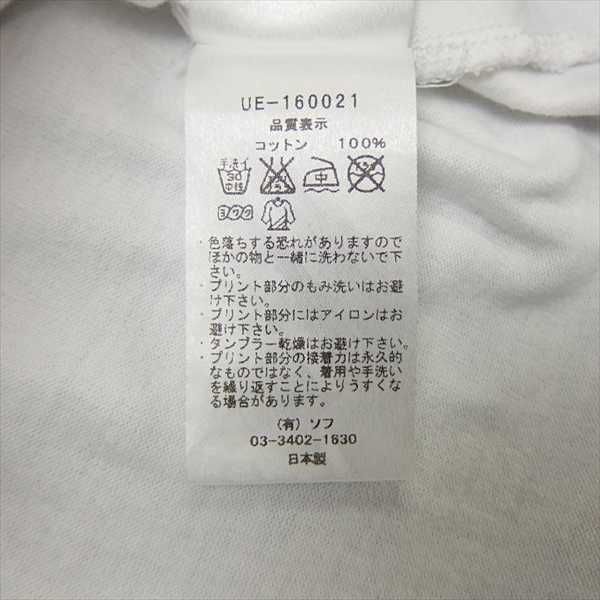 UE-160021
品質表示
コットン 100%
手洗イ
30
中性
中
ヨワク
・色落ちする恐れがありますので
ほかの物と一緒に洗わないで下
さい。
・プリント部分のもみ洗いはお避
け下さい。
・プリント部分にはアイロンはお
避け下さい。
・タンブラー乾燥はお避け下さい。
・プリント部分の接着力は永久的
なものではなく、着用や手洗い
を繰り返すことによりうすくな
る場合があります。
(有) ソフ
03-3402-1630
日本製